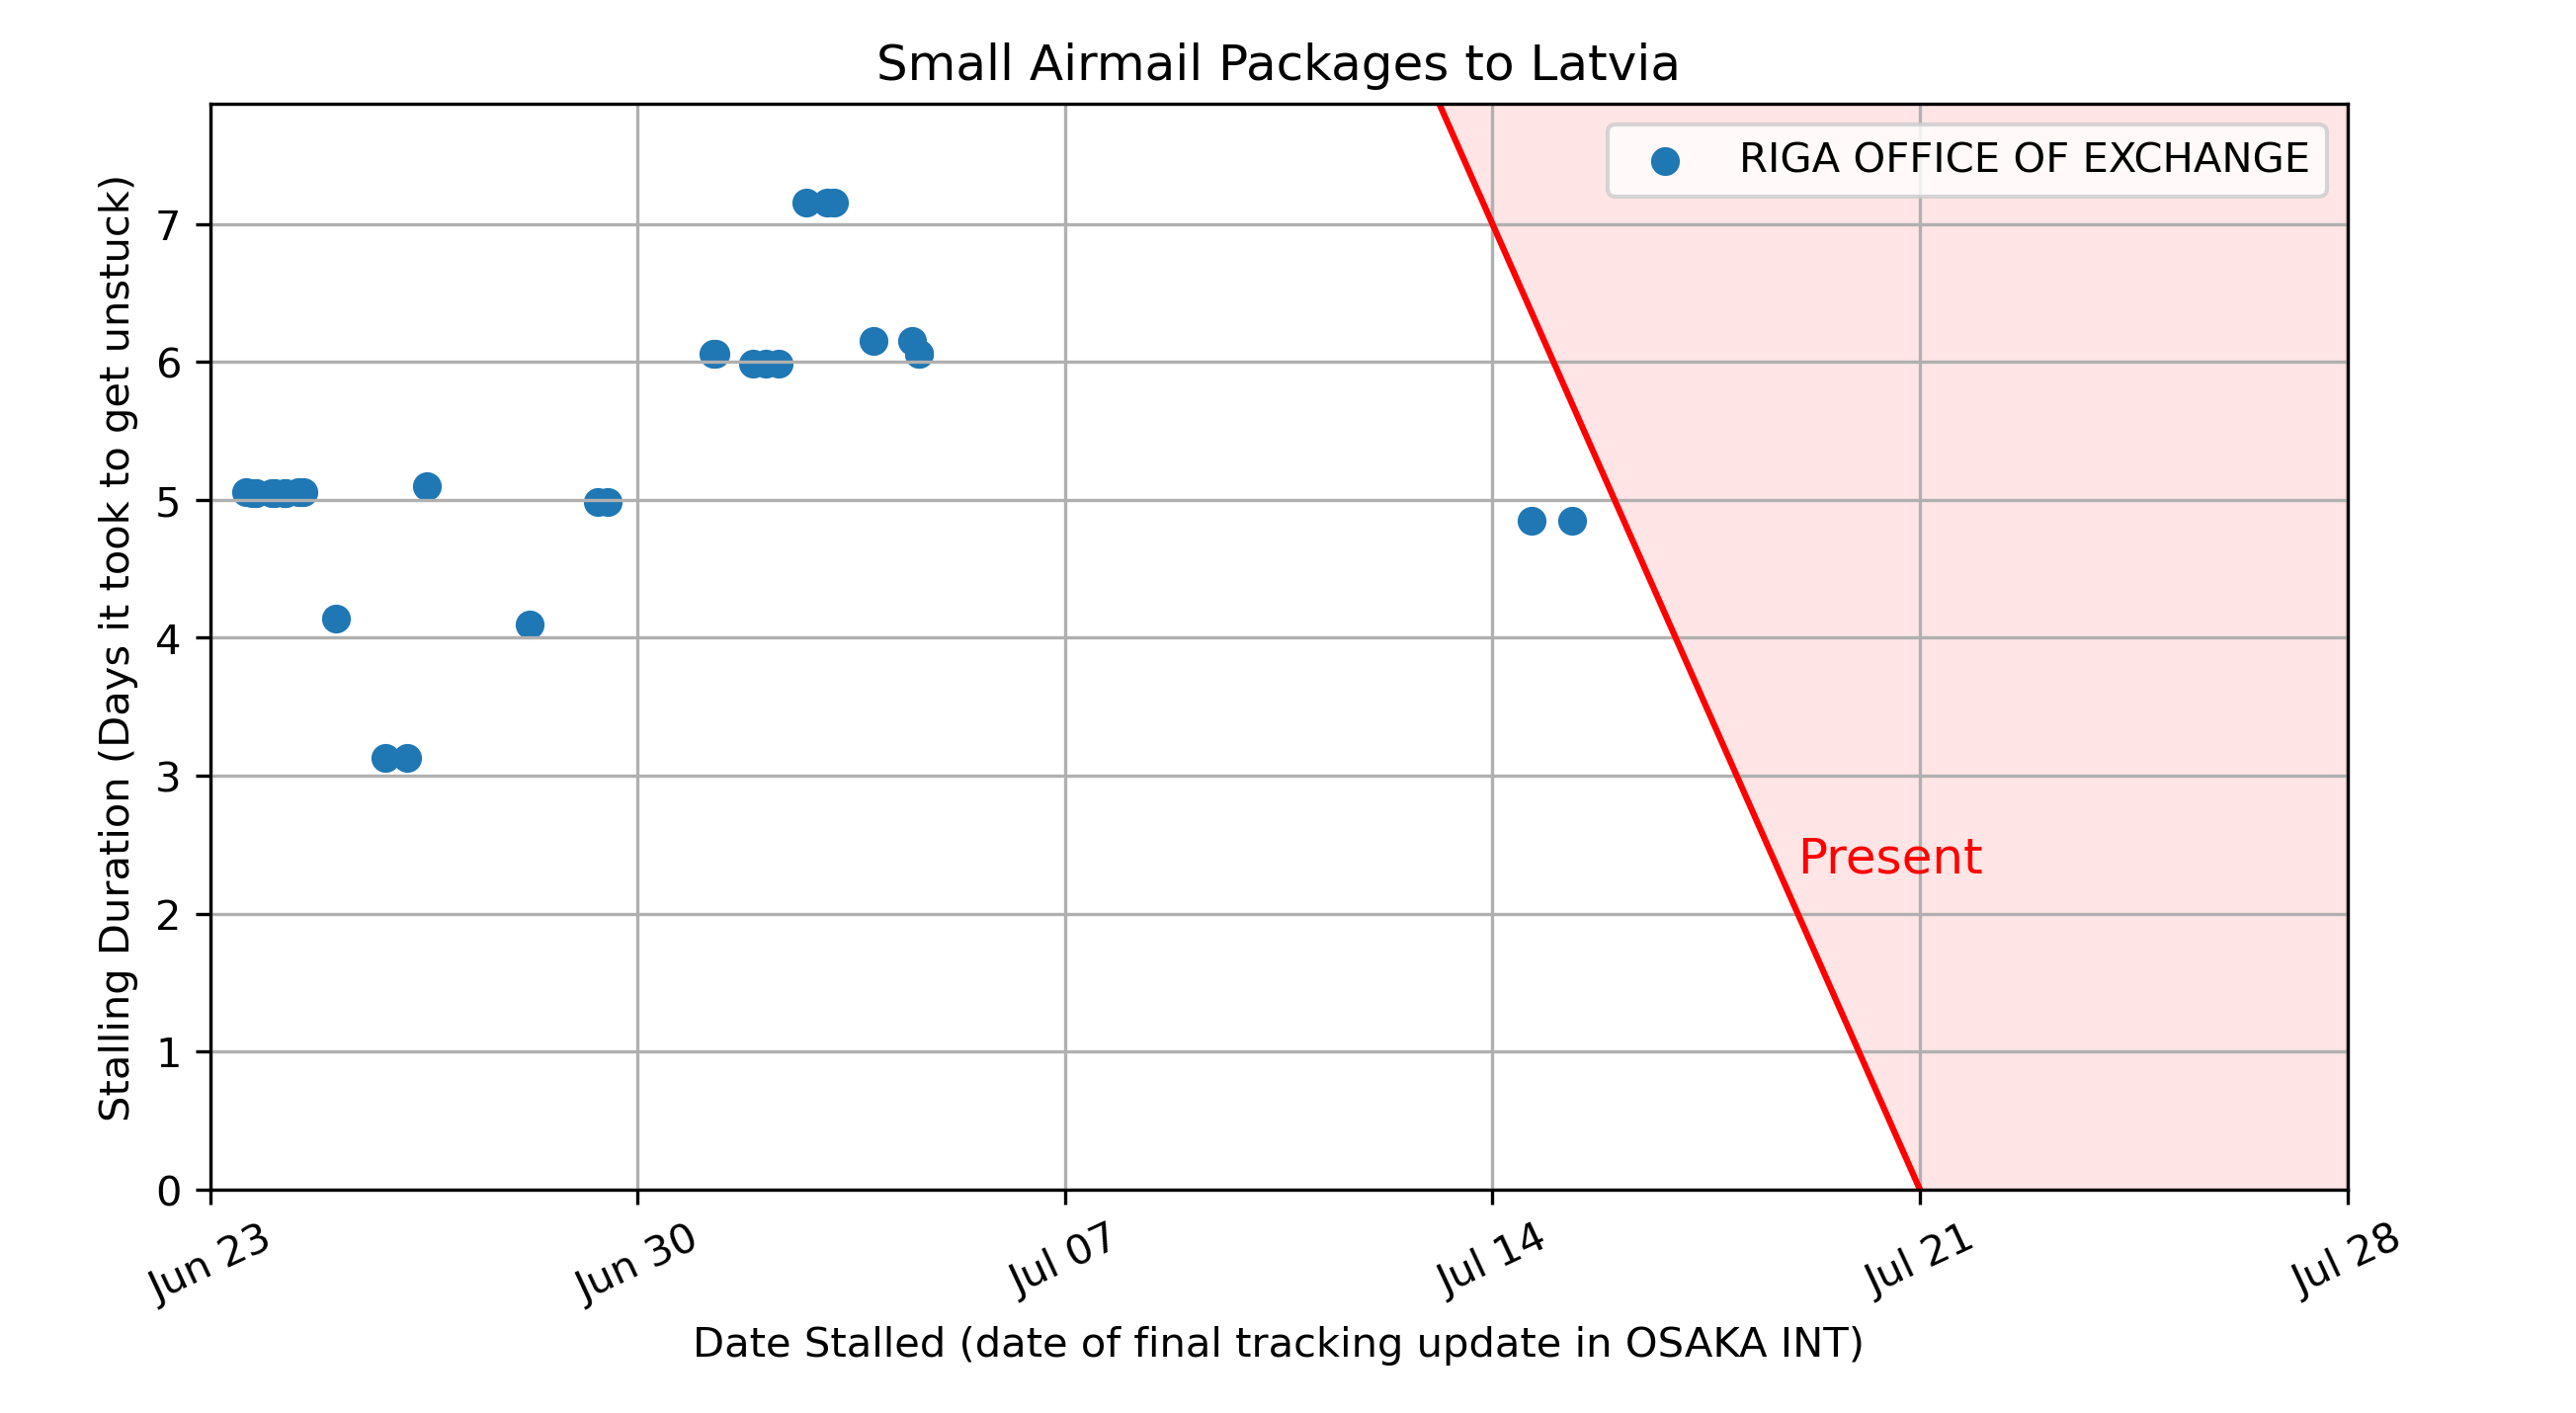 Small Airmail Packages to Latvia
RIGA OFFICE OF EXCHANGE
Stalling Duration (Days it took to get unstuck)
7
6
5
4
3
2
1
0
Present
Jun 23
Jun 30
Jul 07
Jul 14
Jul 21
Jul 28
Date Stalled (date of final tracking update in OSAKA INT)